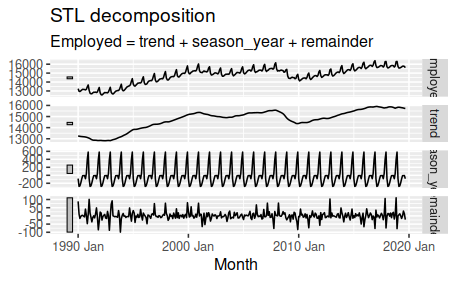 STL decomposition
Employed = trend + season_year + remainder
16000
15000
14000
13000
16000
15000
14000
13000
trend
600
400
200
0
-200
100
50
0
-50
-100
1990 Jan
2000 Jan
2010 Jan
2020 Jan
Month